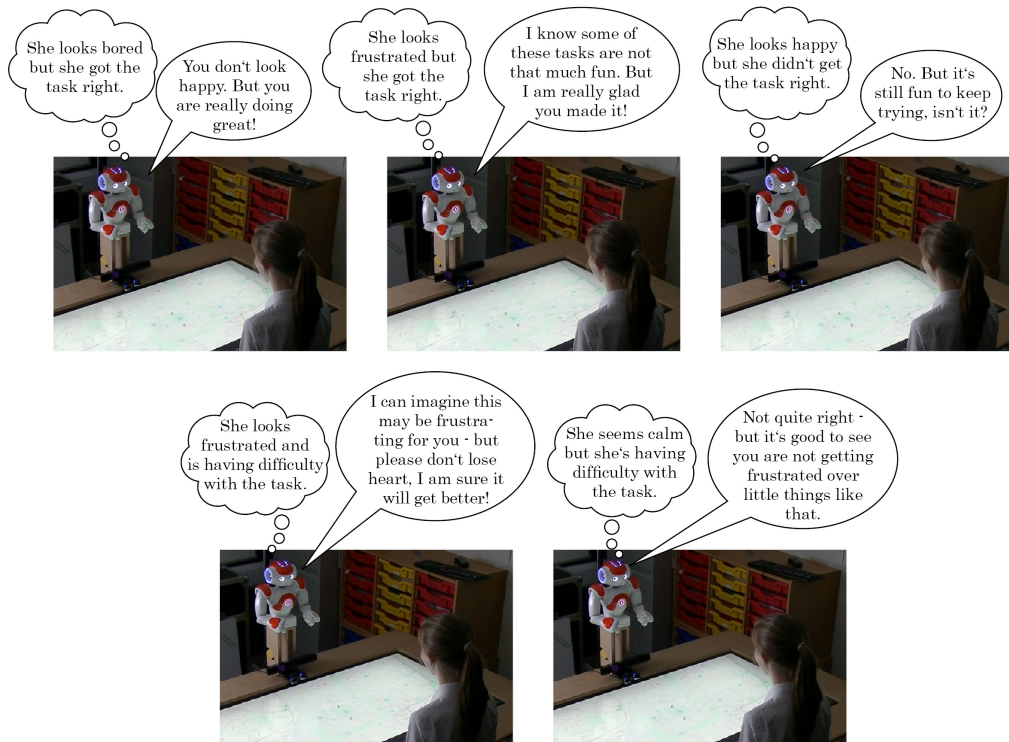 She looks bored
but she got the
task right.
You don‘t look
happy. But you
are really doing
great!
She looks
frustrated but
she got the
task right.
I know some of
these tasks are not
that much fun. But
I am really glad
you made it!
She looks happy
but she didn‘t get
the task right.
No. But it‘s
still fun to keep
trying, isn‘t it?
She looks
frustrated and
is having difficulty
with the task.
I can imagine this
may be frustra-
ting for you - but
please don‘t lose
heart, I am sure it
will get better!
She seems calm
but she‘s having
difficulty with
the task.
Not quite right -
but it‘s good to see
you are not getting
frustrated over
little things like
that.